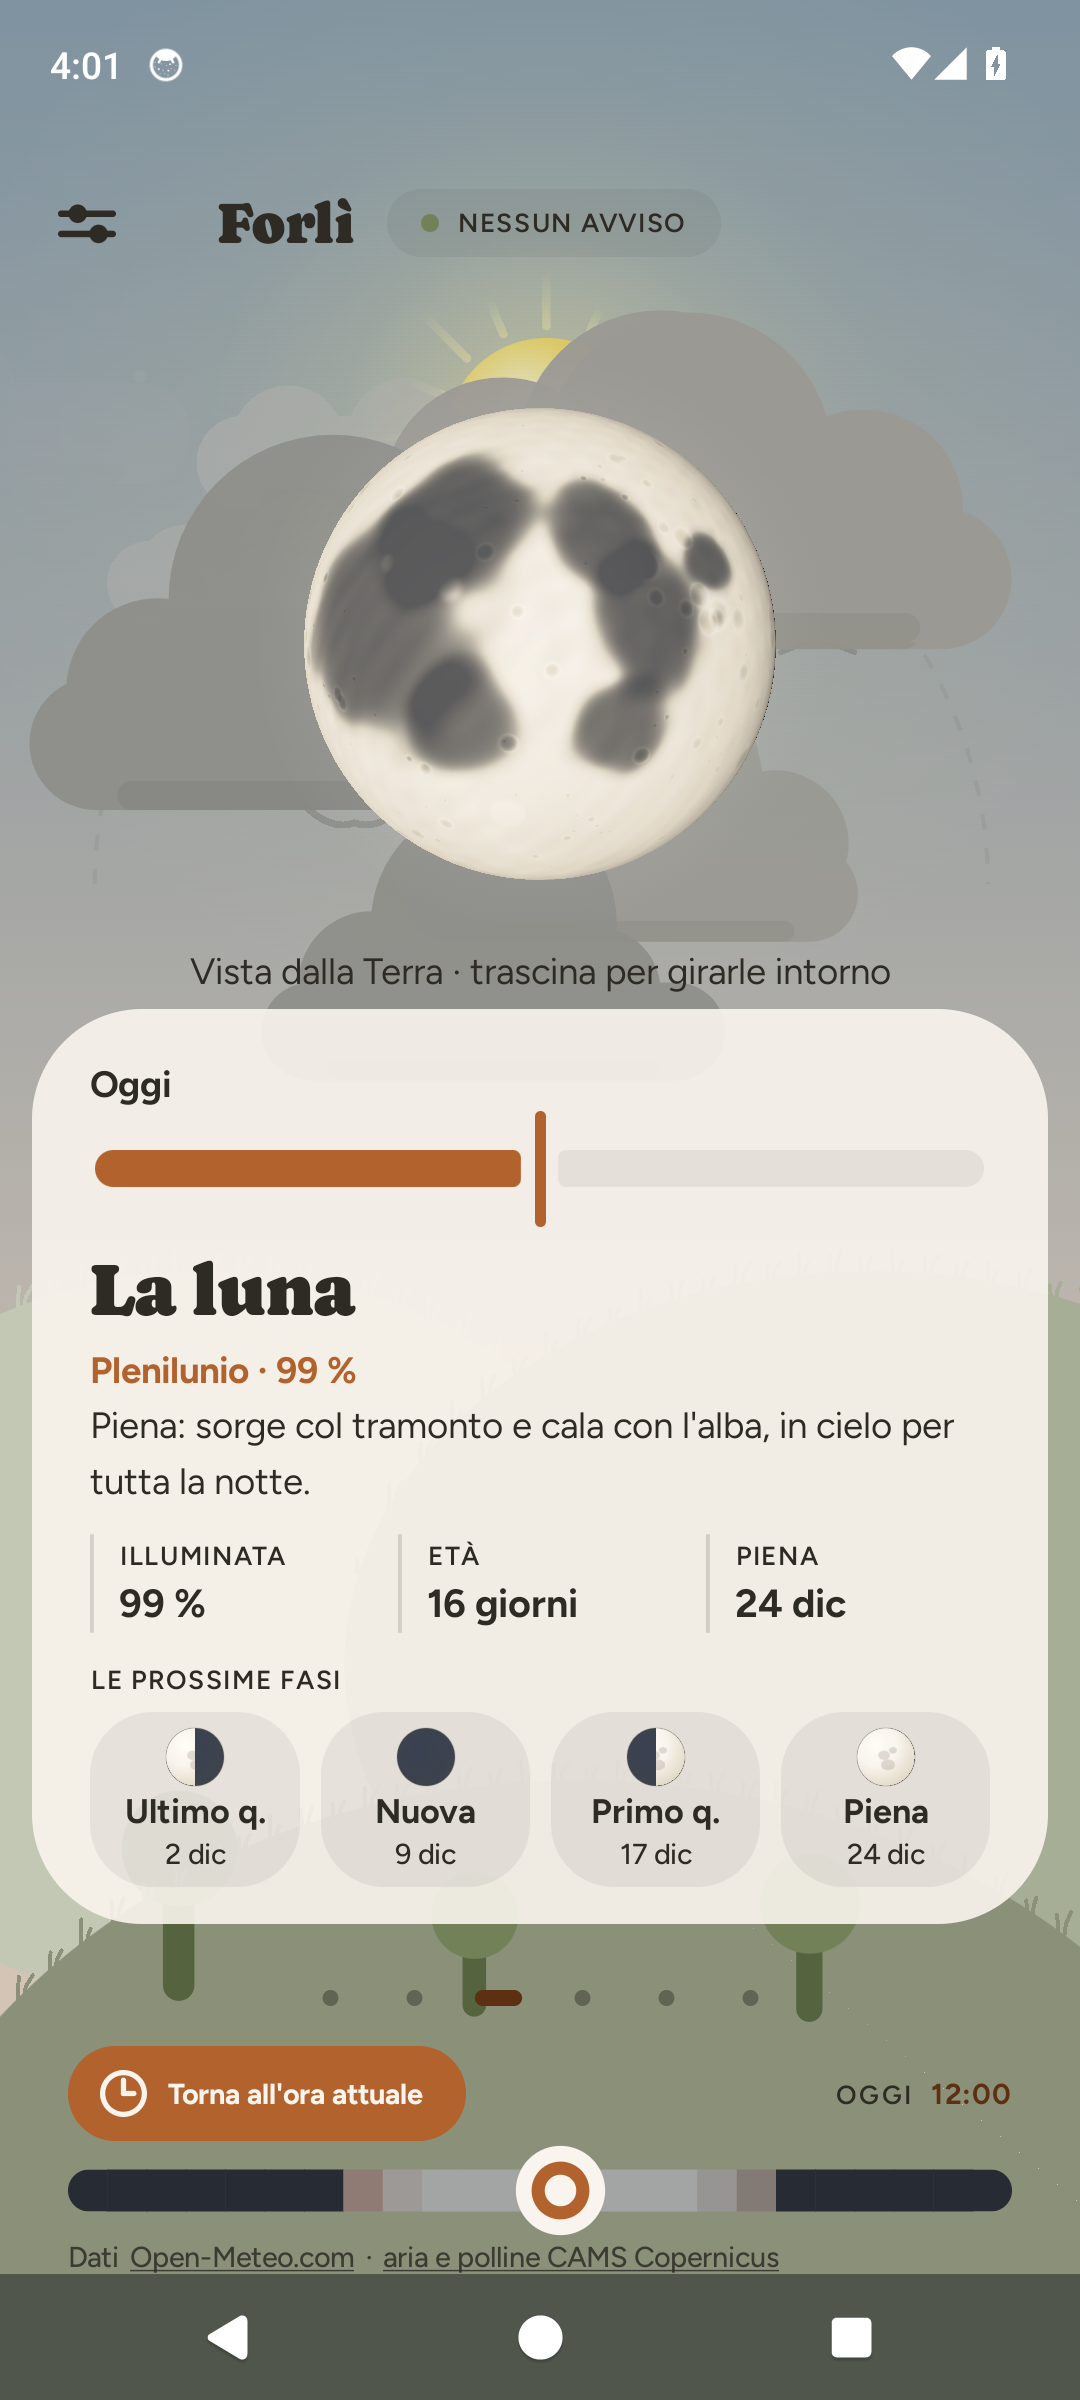 4:01
Forlì
NESSUN AVVISO
Vista dalla Terra · trascina per girarle intorno
Oggi
La luna
Plenilunio · 99 %
Piena: sorge col tramonto e cala con l'alba, in cielo per
tutta la notte.
ILLUMINATA
99 %
ETÀ
16 giorni
PIENA
24 dic
LE PROSSIME FASI
Ultimo q.
2 dic
Nuova
9 dic
Primo q.
17 dic
Piena
24 dic
Torna all'ora attuale
OGGI 12:00
Dati Open-Meteo.com · aria e polline CAMS Copernicus